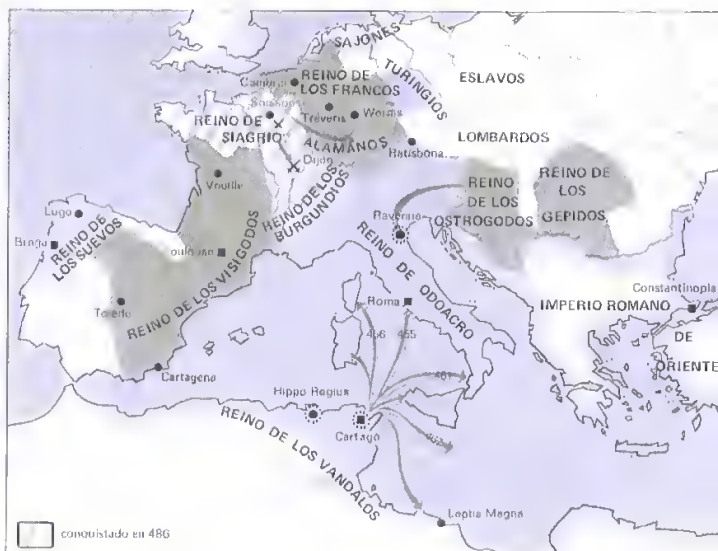 SAJONES
REINO DE
LOS FRANCOS
TURINGIOS
ESLAVOS
Tréveris
Worms
REINO DE
SIAGRIO
ALAMANOS
LOMBARDOS
Ratisbona
Dijón
Vouillé
REINO DE LOS
BURGUNDIOS
REINO
DE LOS
OSTROGODOS
REINO DE
LOS
GEPIDOS
Lugo
Braga
REINO DE
LOS SUEVOS
REINO DE LOS VISIGODOS
REINO DE ODOACRO
Constantinopla
Roma
IMPERIO ROMANO
DE
ORIENTE
Toledo
456
455
Cartagena
Hippo Regius
Cartago
REINO DE LOS VANDALOS
Leptis Magna
conquistado en 486